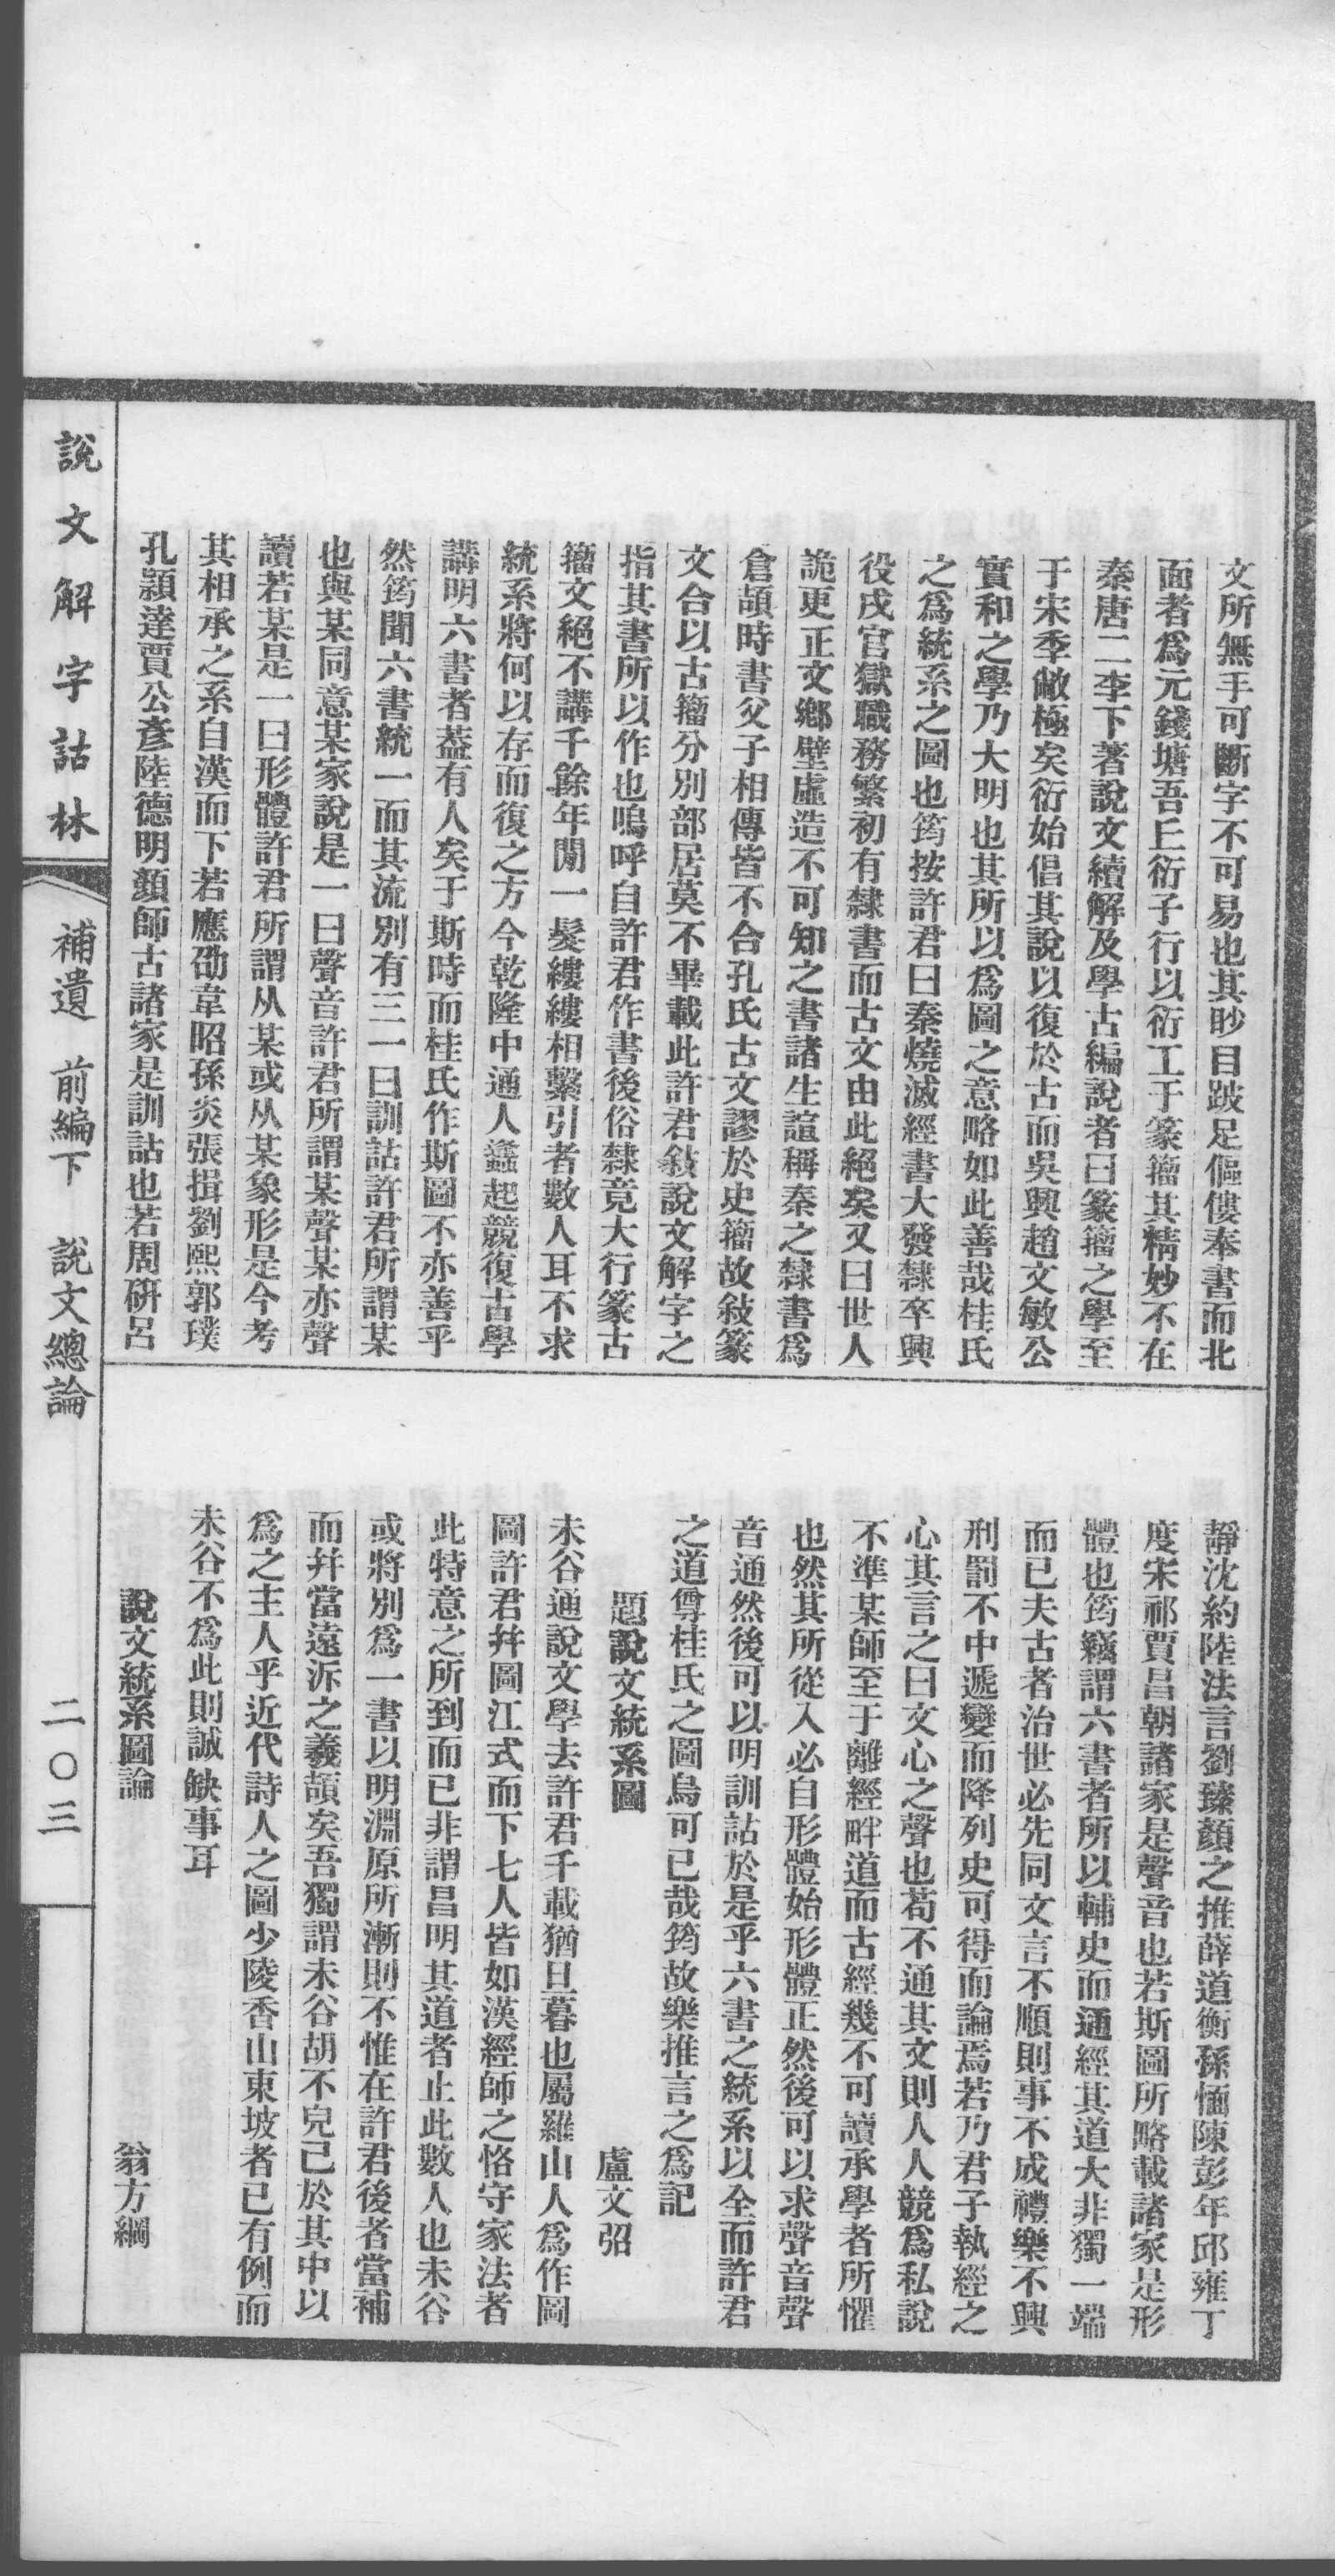 文所無手可斷字不可易也其眇目跛足傴僂奉書而北
面者爲元錢塘吾丘衍子行以衍工于篆籒其精妙不在
秦唐二李下著說文續解及學古編說者曰篆籒之學至
于宋季敝極矣衍始倡其說以復於古而吳興趙文敏公
實和之學乃大明也其所以爲圖之意略如此善哉桂氏
之爲統系之圖也筠按許君曰秦燒滅經書大發隸卒興
役戍官獄職務繁初有隸書而古文由此絕矣又曰世人
詭更正文鄉壁虛造不可知之書諸生諠稱秦之隸書爲
倉頡時書父子相傳皆不合孔氏古文謬於史籒故敍篆
文合以古籒分別部居莫不畢載此許君敍說文解字之
指其書所以作也嗚呼自許君作書後俗隸竟大行篆古
籒文絕不講千餘年閒一髮縷縷相繫引者數人耳不求
統系將何以存而復之方今乾隆中通人蠭起競復古學
講明六書者葢有人矣于斯時而桂氏作斯圖不亦善乎
然筠聞六書統一而其流別有三一曰訓詁許君所謂某
也與某同意某家說是一曰聲音許君所謂某聲某亦聲
讀若某是一曰形體許君所謂从某或从某象形是今考
其相承之系自漢而下若應劭韋昭孫炎張揖劉熙郭璞
孔穎達賈公彥陸德明顏師古諸家是訓詁也若周硏呂
靜沈約陸法言劉臻顏之推薛道衡孫愐陳彭年邱雍丁
度宋祁賈昌朝諸家是聲音也若斯圖所略載諸家是形
體也筠竊謂六書者所以輔史而通經其道大非獨一端
而已夫古者治世必先同文言不順則事不成禮樂不興
刑罰不中遞變而降列史可得而論焉若乃君子執經之
心其言之曰文心之聲也苟不通其文則人人競爲私說
不準某師至于離經畔道而古經幾不可讀承學者所懼
也然其所從入必自形體始形體正然後可以求聲音聲
音通然後可以明訓詁於是乎六書之統系以全而許君
之道尊桂氏之圖烏可已哉筠故樂推言之爲記
題說文統系圖　盧文弨
未谷通說文學去許君千載猶旦暮也屬羅山人爲作圖
圖許君幷圖江式而下七人皆如漢經師之恪守家法者
此特意之所到而已非謂昌明其道者止此數人也未谷
或將別爲一書以明淵原所漸則不惟在許君後者當補
而幷當遠泝之羲頡矣吾獨謂未谷胡不皃己於其中以
爲之主人乎近代詩人之圖少陵香山東坡者已有例而
未谷不爲此則誠缺事耳
說文統系圖論　翁方綱
說文解字詁林　補遺　前編下　說文總論　二〇三